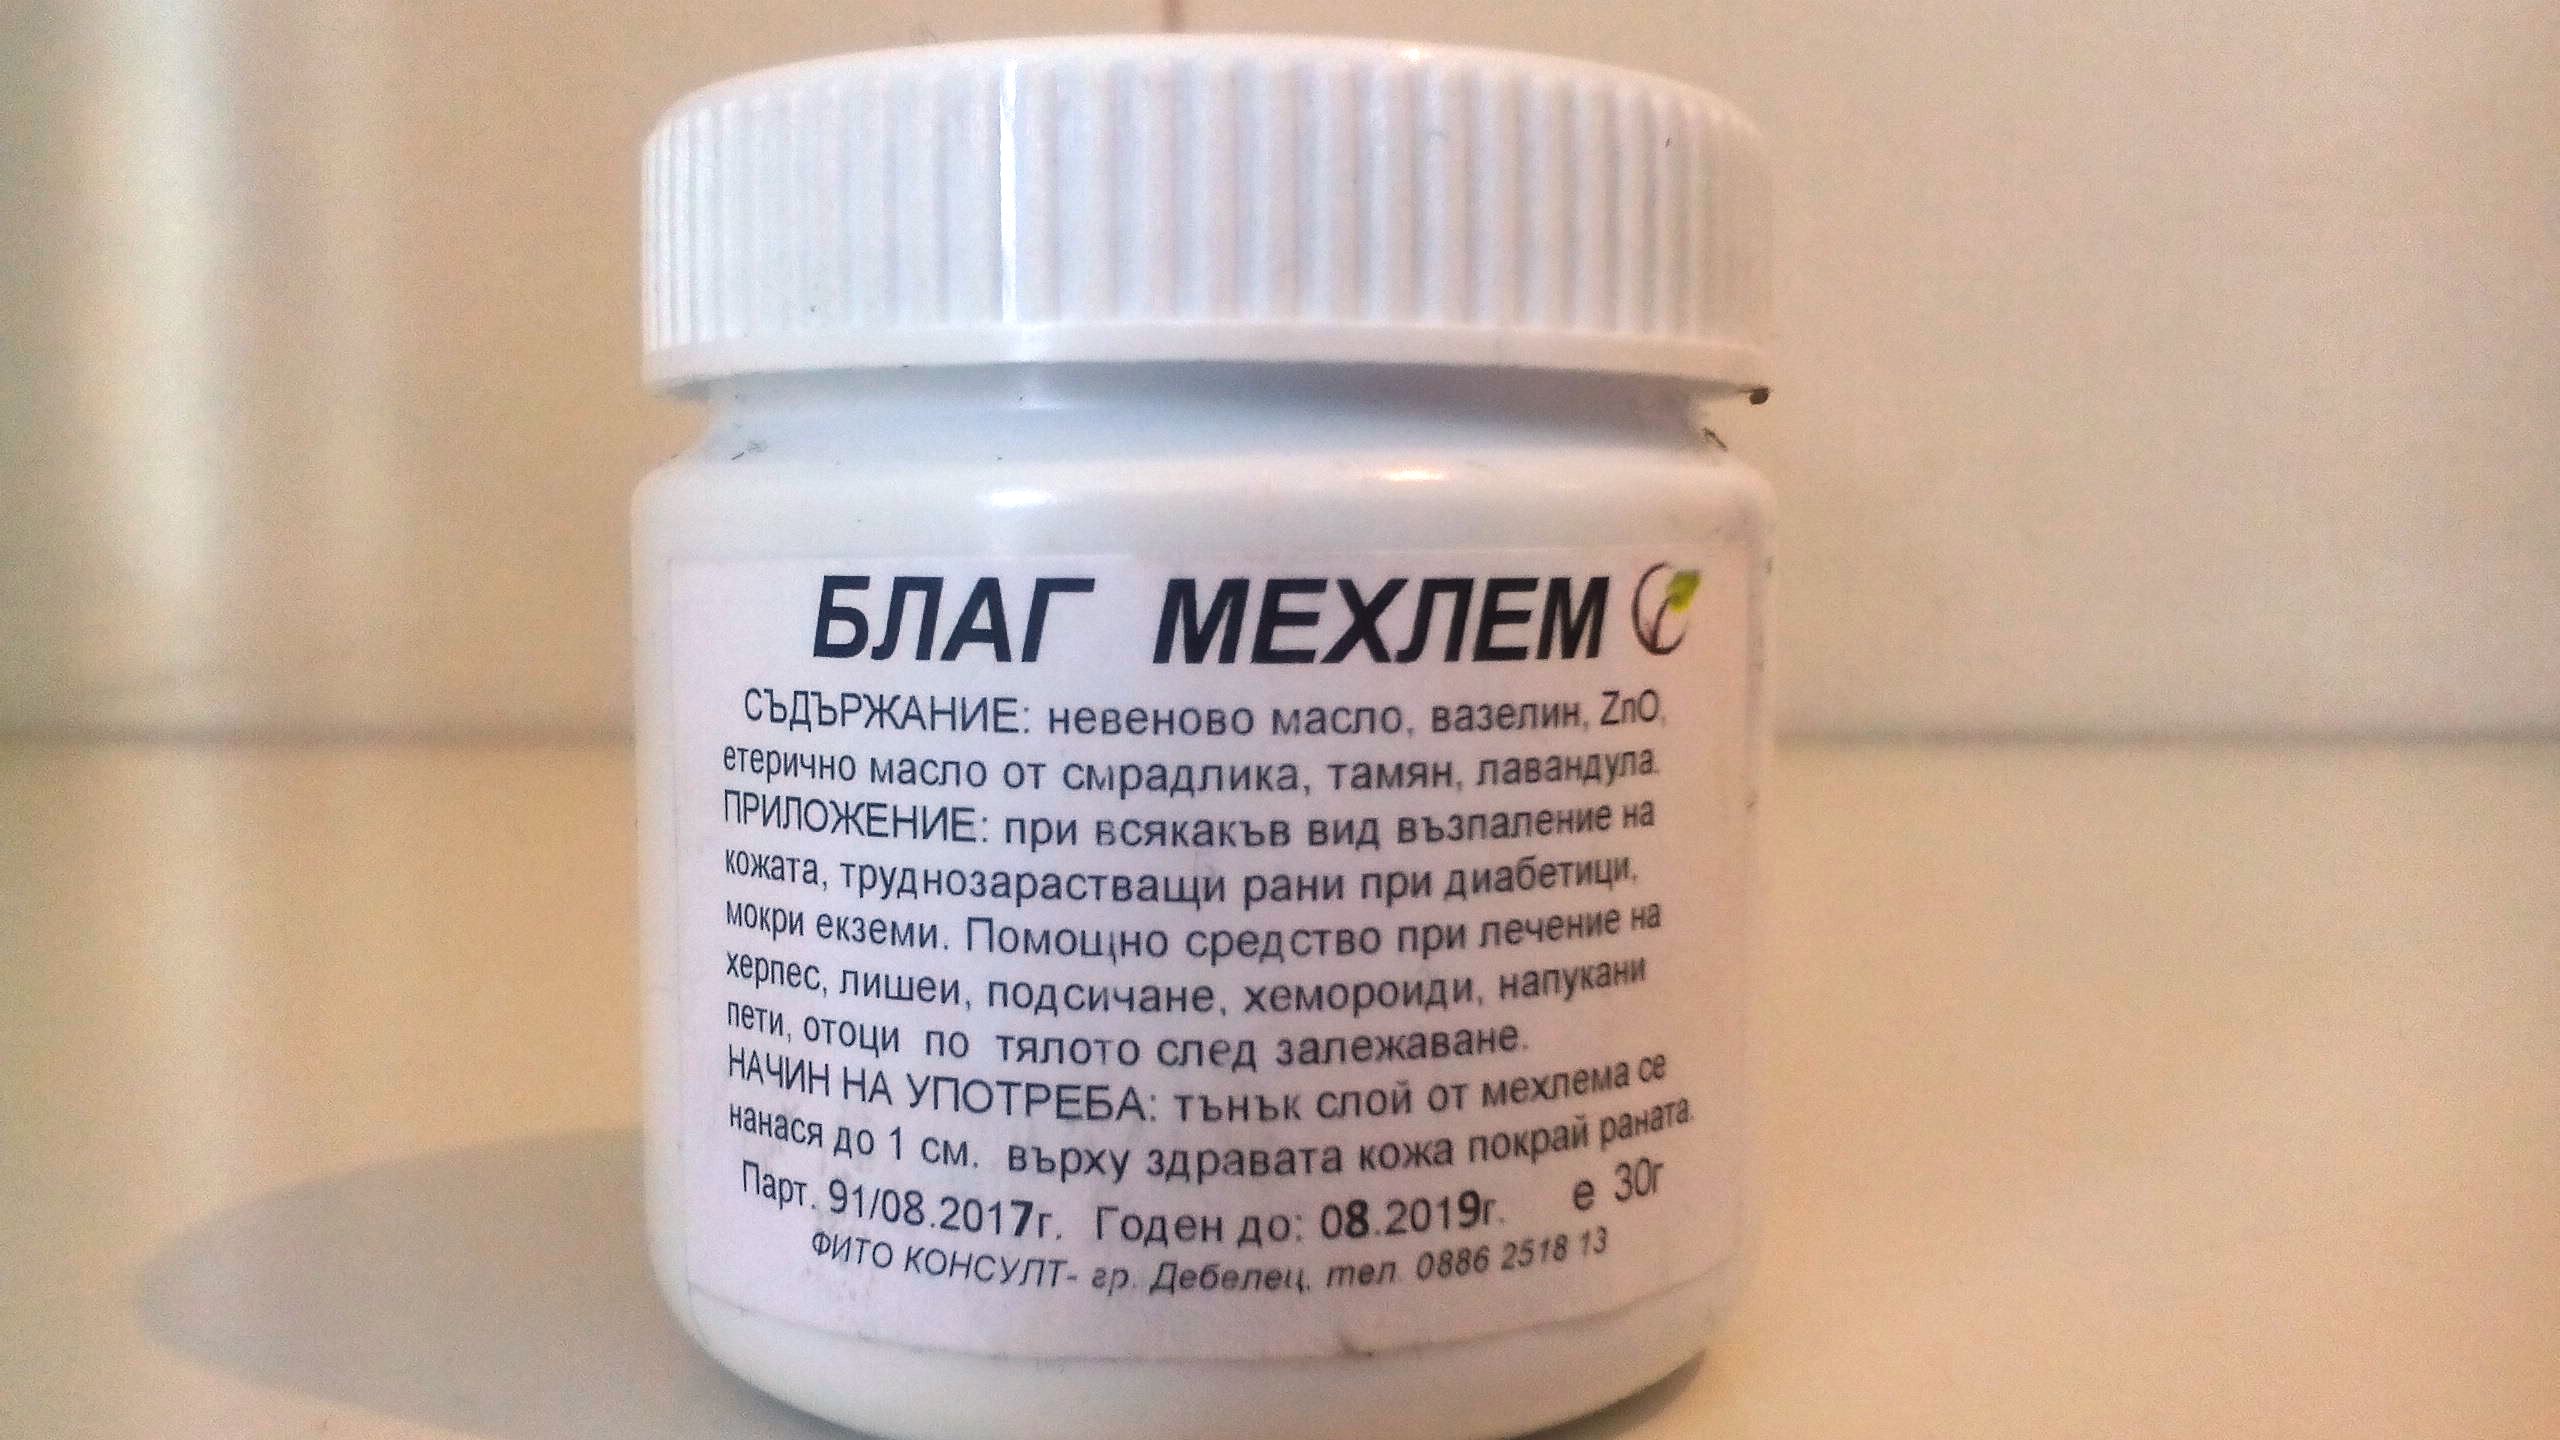 БЛАГ МЕХЛЕМ
СЪДЪРЖАНИЕ: невеново масло, вазелин, ZnO,
етерично масло от смрадлика, тамян, лавандула.
ПРИЛОЖЕНИЕ: при всякакъв вид възпаление на
кожата, труднозарастващи рани при диабетици,
мокри екземи. Помощно средство при лечение на
херпес, лишеи, подсичане, хемороиди, напукани
пети, отоци по тялото след залежаване.
НАЧИН НА УПОТРЕБА: тънък слой от мехлема се
нанася до 1 см. върху здравата кожа покрай раната.
Парт. 91/08.2017г. Годен до: 08.2019г. е 30г
ФИТО КОНСУЛТ- гр. Дебелец, тел. 0886 2518 13